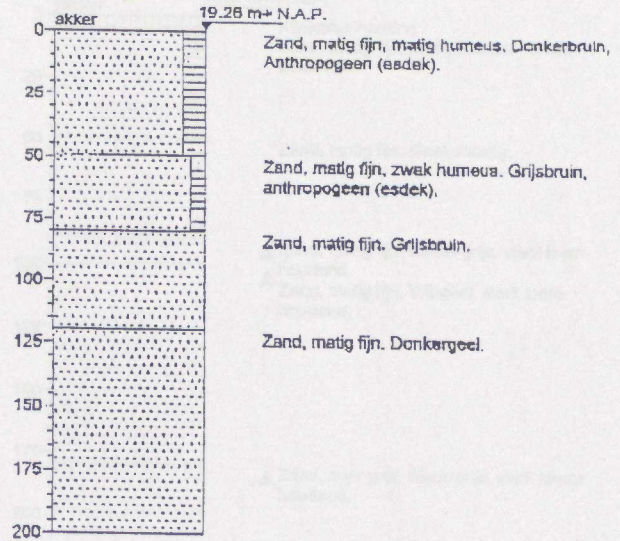 akker
19.28 m+ N.A.P.
0
Zand, matig fijn, matig humeus. Donkerbruin,
Anthropogeen (esdek).
25
50
Zand, matig fijn, zwak humeus. Grijsbruin,
anthropogeen (esdek).
75
Zand, matig fijn. Grijsbruin.
100
125
Zand, matig fijn. Donkergeel.
150
175
200